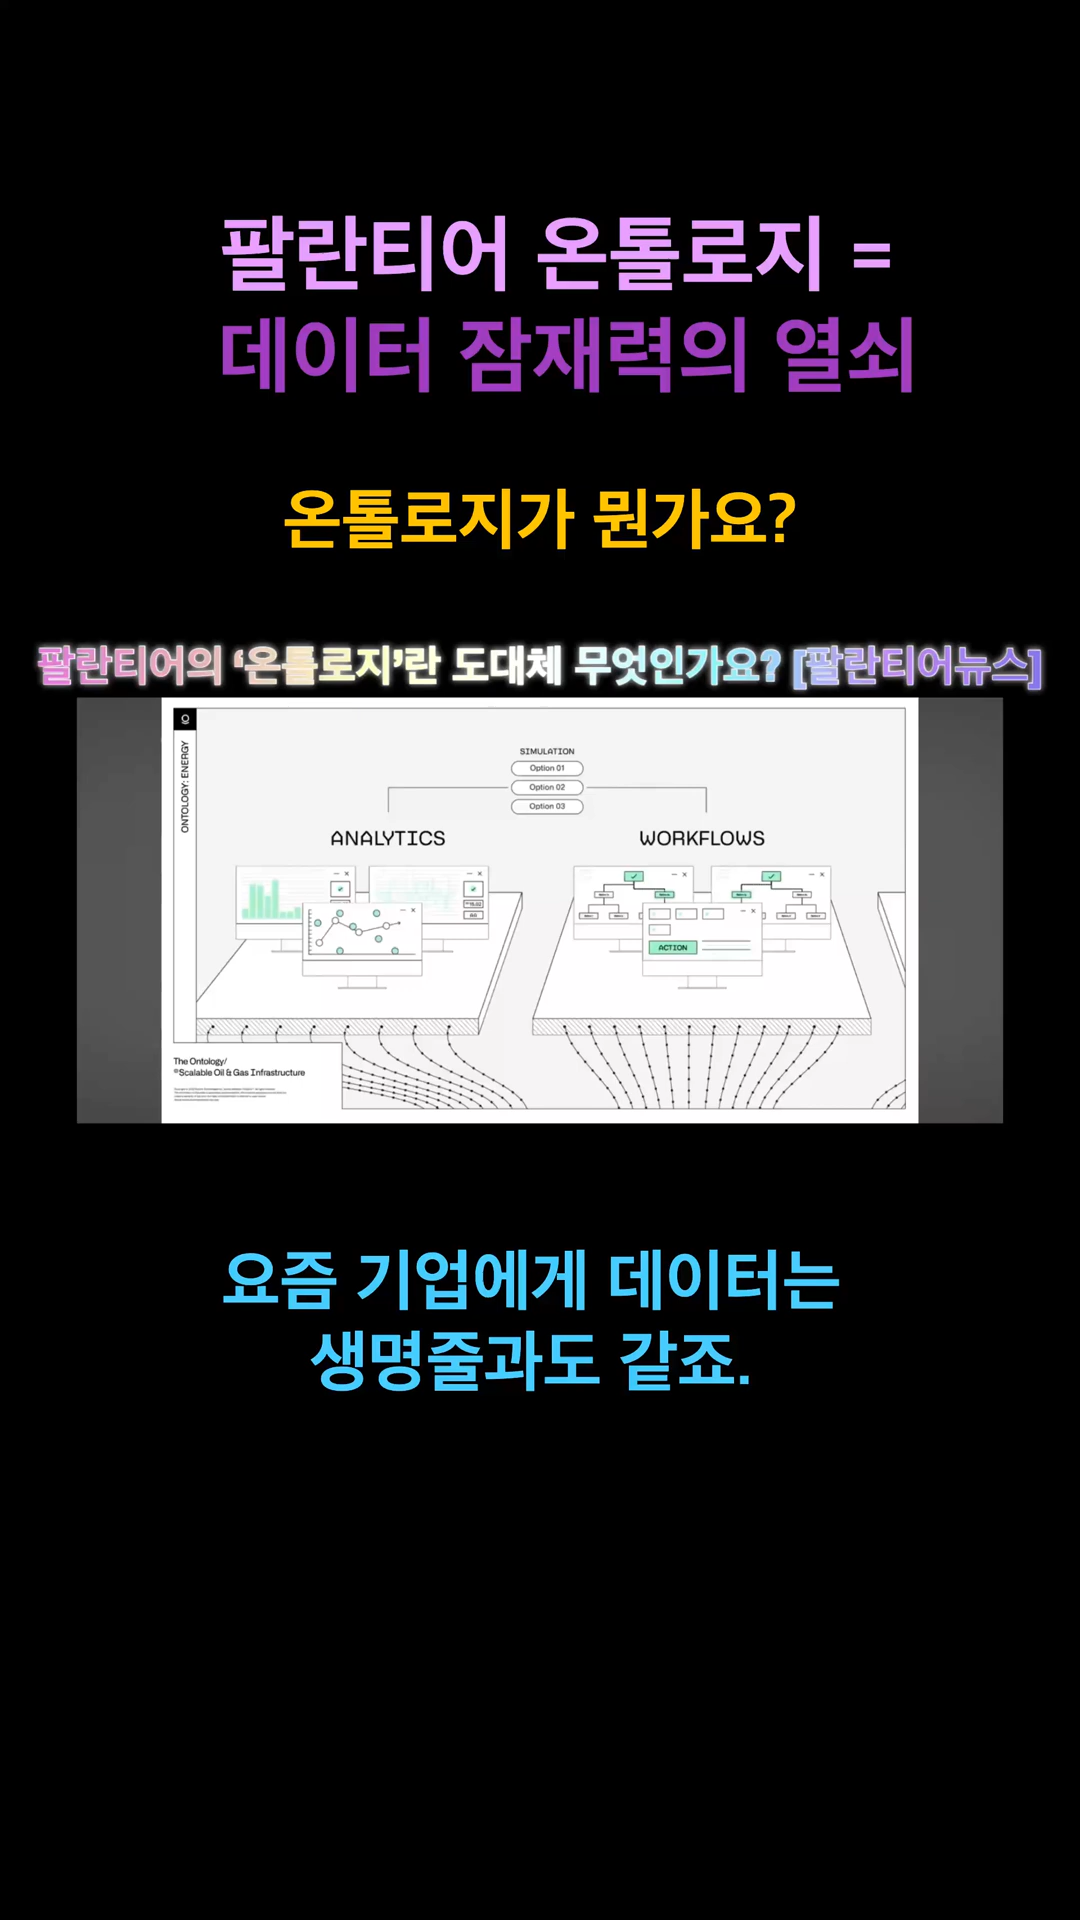 팔란티어 온톨로지 =
데이터 잠재력의 열쇠
온톨로지가 뭔가요?
팔란티어의 ‘온톨로지’란 도대체 무엇인가요? [팔란티어뉴스]
ONTOLOGY: ENERGY
SIMULATION
Option 01
Option 02
Option 03
ANALYTICS
WORKFLOWS
ACTION
The Ontology/
Scalable Oil & Gas Infrastructure
요즘 기업에게 데이터는
생명줄과도 같죠.